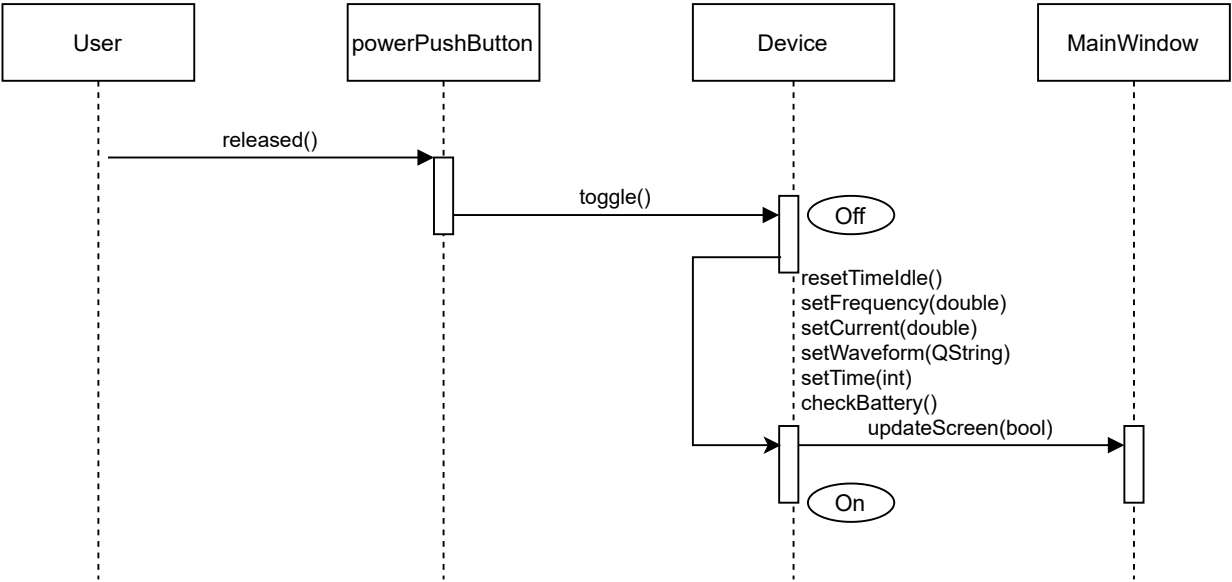 User
powerPushButton
Device
MainWindow
released()
toggle()
Off
resetTimeIdle()
setFrequency(double)
setCurrent(double)
setWaveform(QString)
setTime(int)
checkBattery()
updateScreen(bool)
On